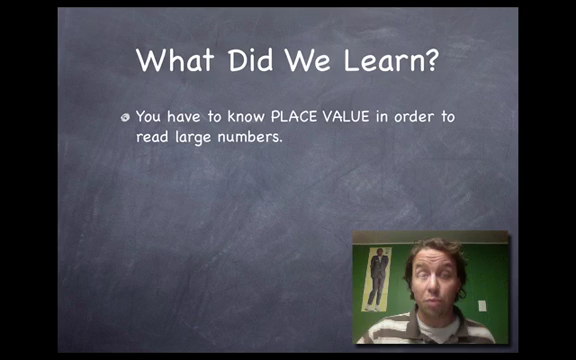 What Did We Learn?
You have to know PLACE VALUE in order to
read large numbers.